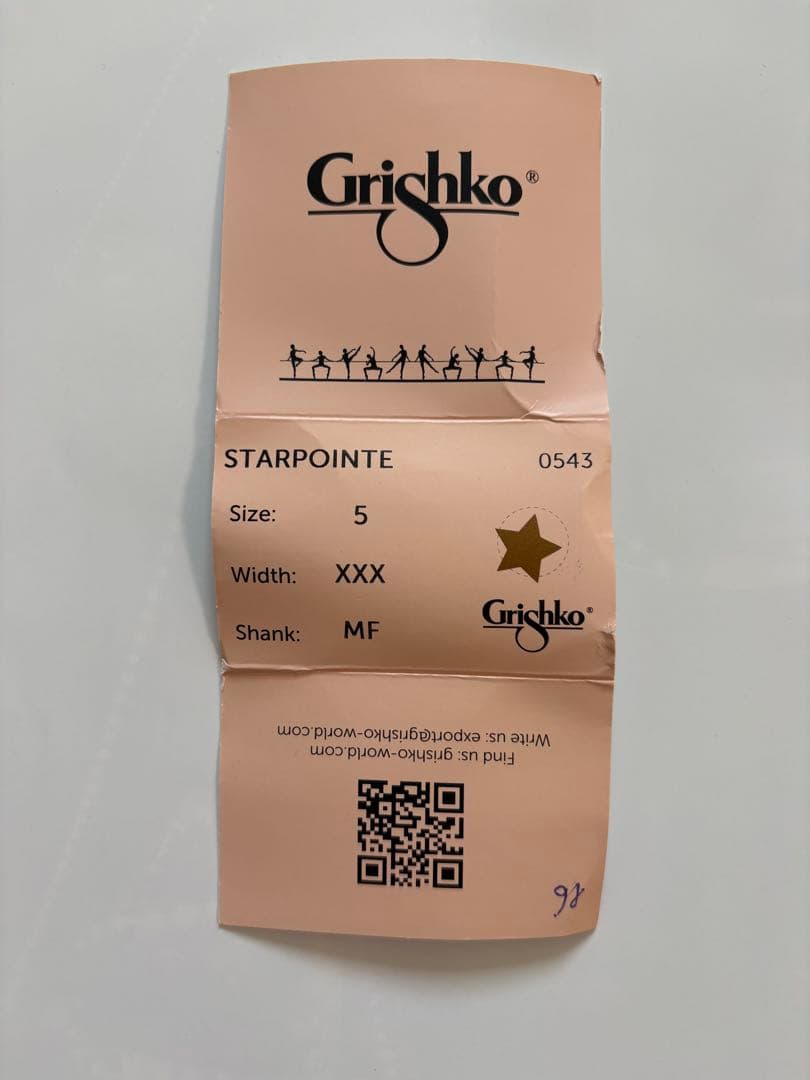 Grishko®
STARPOINTE 0543
Size: 5
Width: XXX
Shank: MF
Grishko®
Find us: grishko-world.com
Write us: export@grishko-world.com